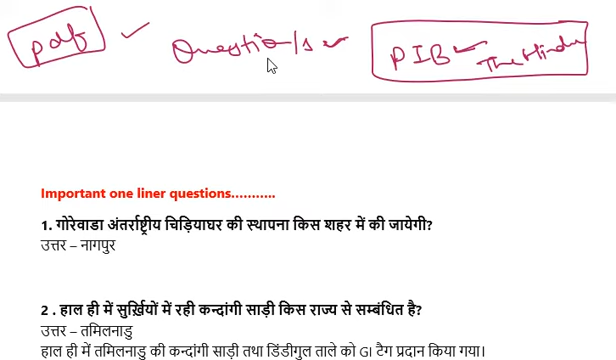 pdf Question/s PIB The Hindu
Important one liner questions...........
1. गोरेवाडा अंतर्राष्ट्रीय चिड़ियाघर की स्थापना किस शहर में की जायेगी?
उत्तर – नागपुर
2 . हाल ही में सुर्ख़ियों में रही कन्दांगी साड़ी किस राज्य से सम्बंधित है?
उत्तर – तमिलनाडु
हाल ही में तमिलनाडु की कन्दांगी साड़ी तथा डिंडीगुल ताले को GI टैग प्रदान किया गया।